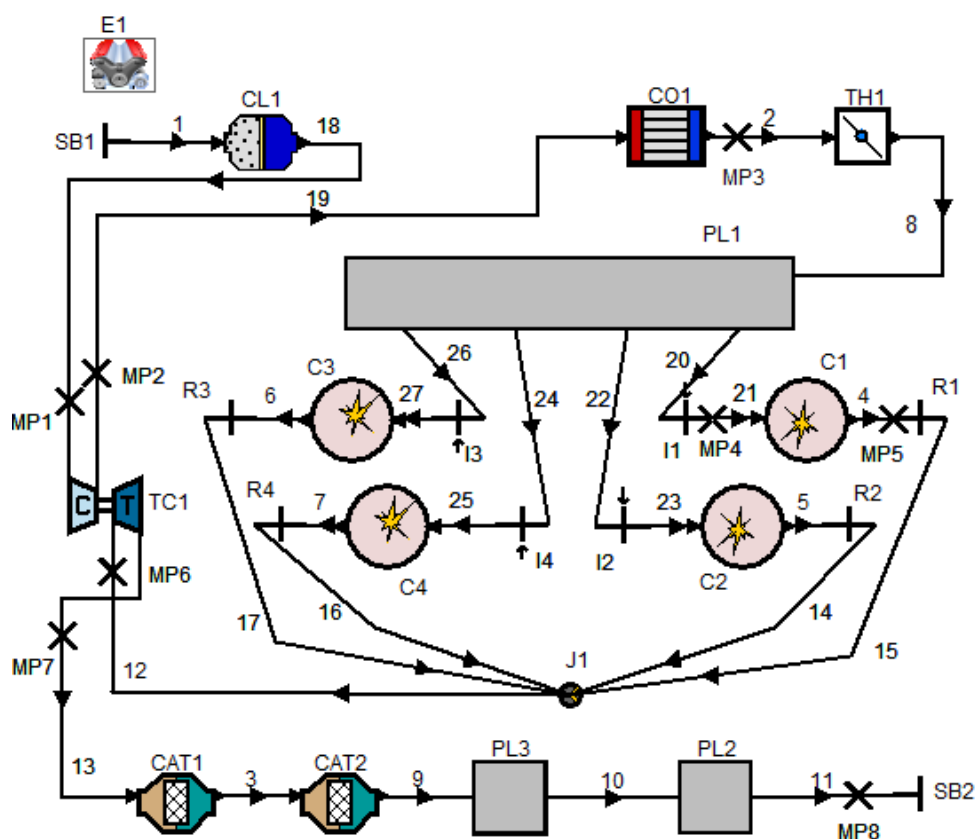 E1
CL1
CO1
TH1
SB1
1
18
2
MP3
19
8
PL1
26
20
C3
C1
MP2
R3
6
27
24
22
21
4
R1
MP1
I3
I1
MP4
MP5
C
T
TC1
R4
7
25
23
5
R2
I4
I2
MP6
C4
C2
17
16
14
15
MP7
12
J1
13
CAT1
3
CAT2
9
PL3
10
PL2
11
SB2
MP8